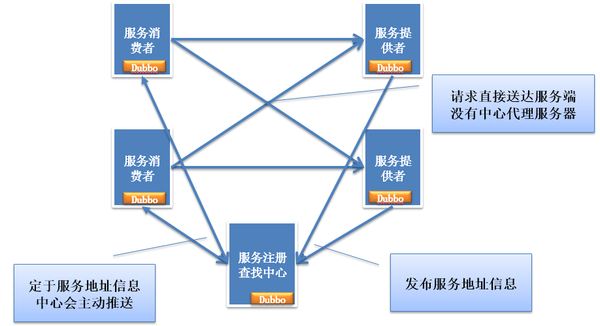 服务消
费者
Dubbo
服务提
供者
Dubbo
请求直接送达服务端
没有中心代理服务器
服务消
费者
Dubbo
服务提
供者
Dubbo
服务注册
查找中心
Dubbo
定于服务地址信息
中心会主动推送
发布服务地址信息